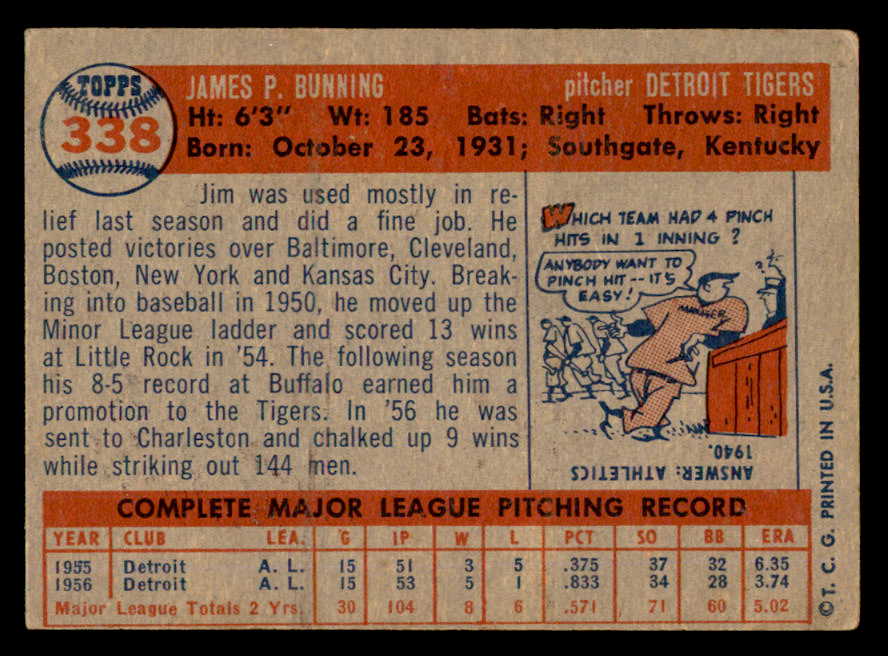 TOPPS
338
JAMES P. BUNNING pitcher DETROIT TIGERS
Ht: 6'3" Wt: 185 Bats: Right Throws: Right
Born: October 23, 1931; Southgate, Kentucky
Jim was used mostly in re-
lief last season and did a fine job. He
posted victories over Baltimore, Cleveland,
Boston, New York and Kansas City. Break-
ing into baseball in 1950, he moved up the
Minor League ladder and scored 13 wins
at Little Rock in '54. The following season
his 8-5 record at Buffalo earned him a
promotion to the Tigers. In '56 he was
sent to Charleston and chalked up 9 wins
while striking out 144 men.
WHICH TEAM HAD 4 PINCH
HITS IN 1 INNING ?
ANYBODY WANT TO
PINCH HIT -- IT'S
EASY!
MANAGER
ANSWER: ATHLETICS
1940.
COMPLETE MAJOR LEAGUE PITCHING RECORD
YEAR CLUB LEA. G IP W L PCT SO BB ERA
1955 Detroit A. L. 15 51 3 5 .375 37 32 6.35
1956 Detroit A. L. 15 53 5 1 .833 34 28 3.74
Major League Totals 2 Yrs. 30 104 8 6 .571 71 60 5.02
© T. C. G. PRINTED IN U.S.A.